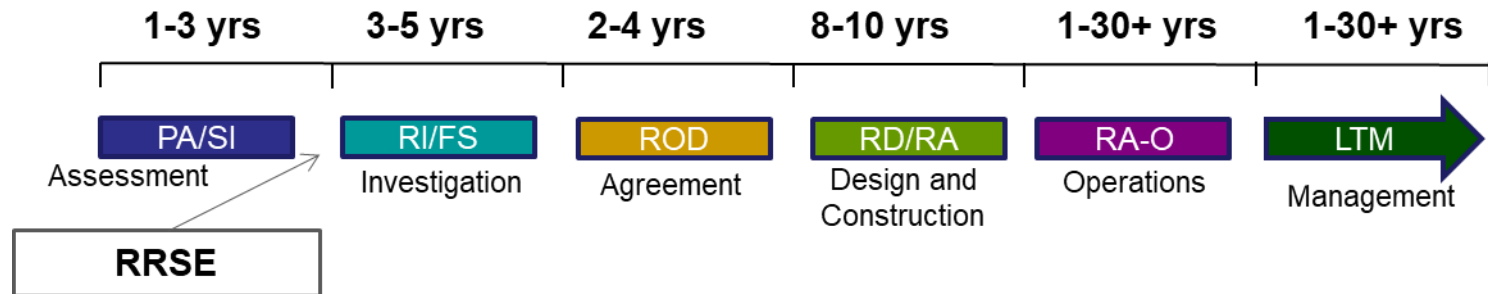 1-3 yrs
3-5 yrs
2-4 yrs
8-10 yrs
1-30+ yrs
1-30+ yrs
PA/SI
RI/FS
ROD
RD/RA
RA-O
LTM
Assessment
Investigation
Agreement
Design and
Construction
Operations
Management
RRSE